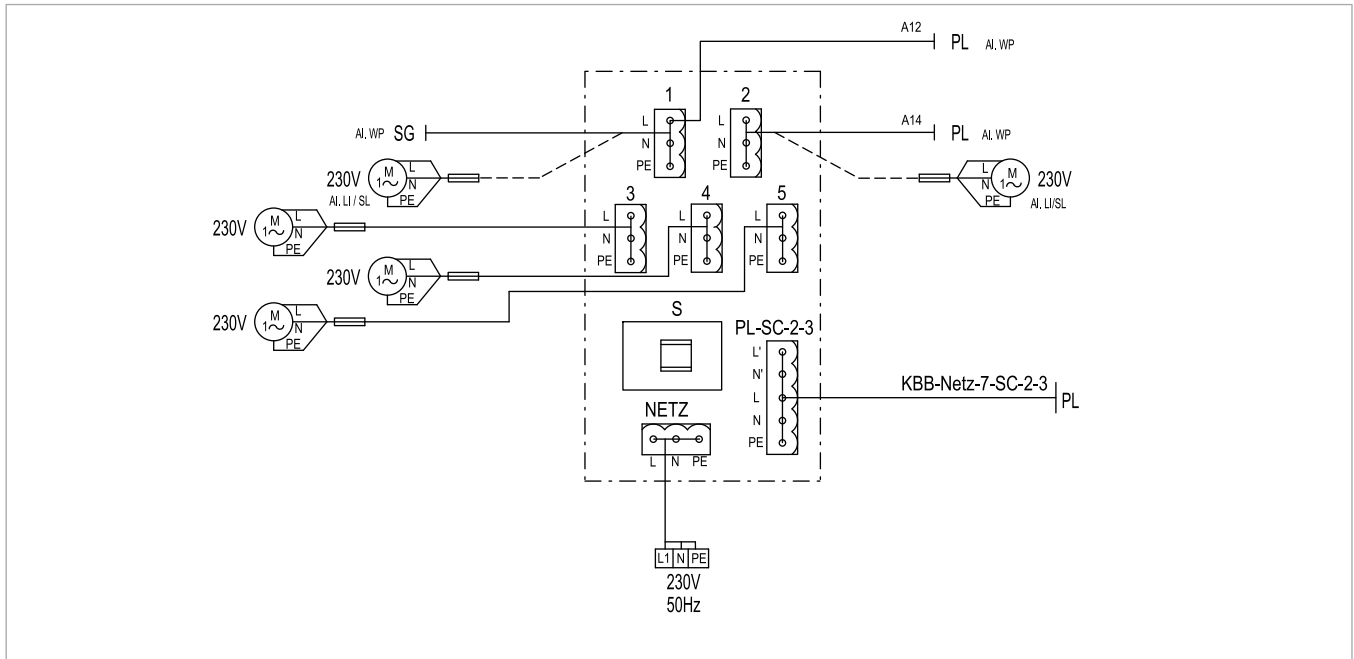 A12
PL Al. WP
1 2
L
N
PE
L
N
PE
Al. WP SG
A14
PL Al. WP
230V
Al. LI / SL
M
1~
L
N
PE
L
N
PE
M
1~
230V
Al. LI/SL
3 4 5
L
N
PE
L
N
PE
L
N
PE
230V
M
1~
L
N
PE
230V
M
1~
L
N
PE
230V
M
1~
L
N
PE
S
PL-SC-2-3
L'
N'
L
N
PE
KBB-Netz-7-SC-2-3
PL
NETZ
L N PE
L1 N PE
230V
50Hz